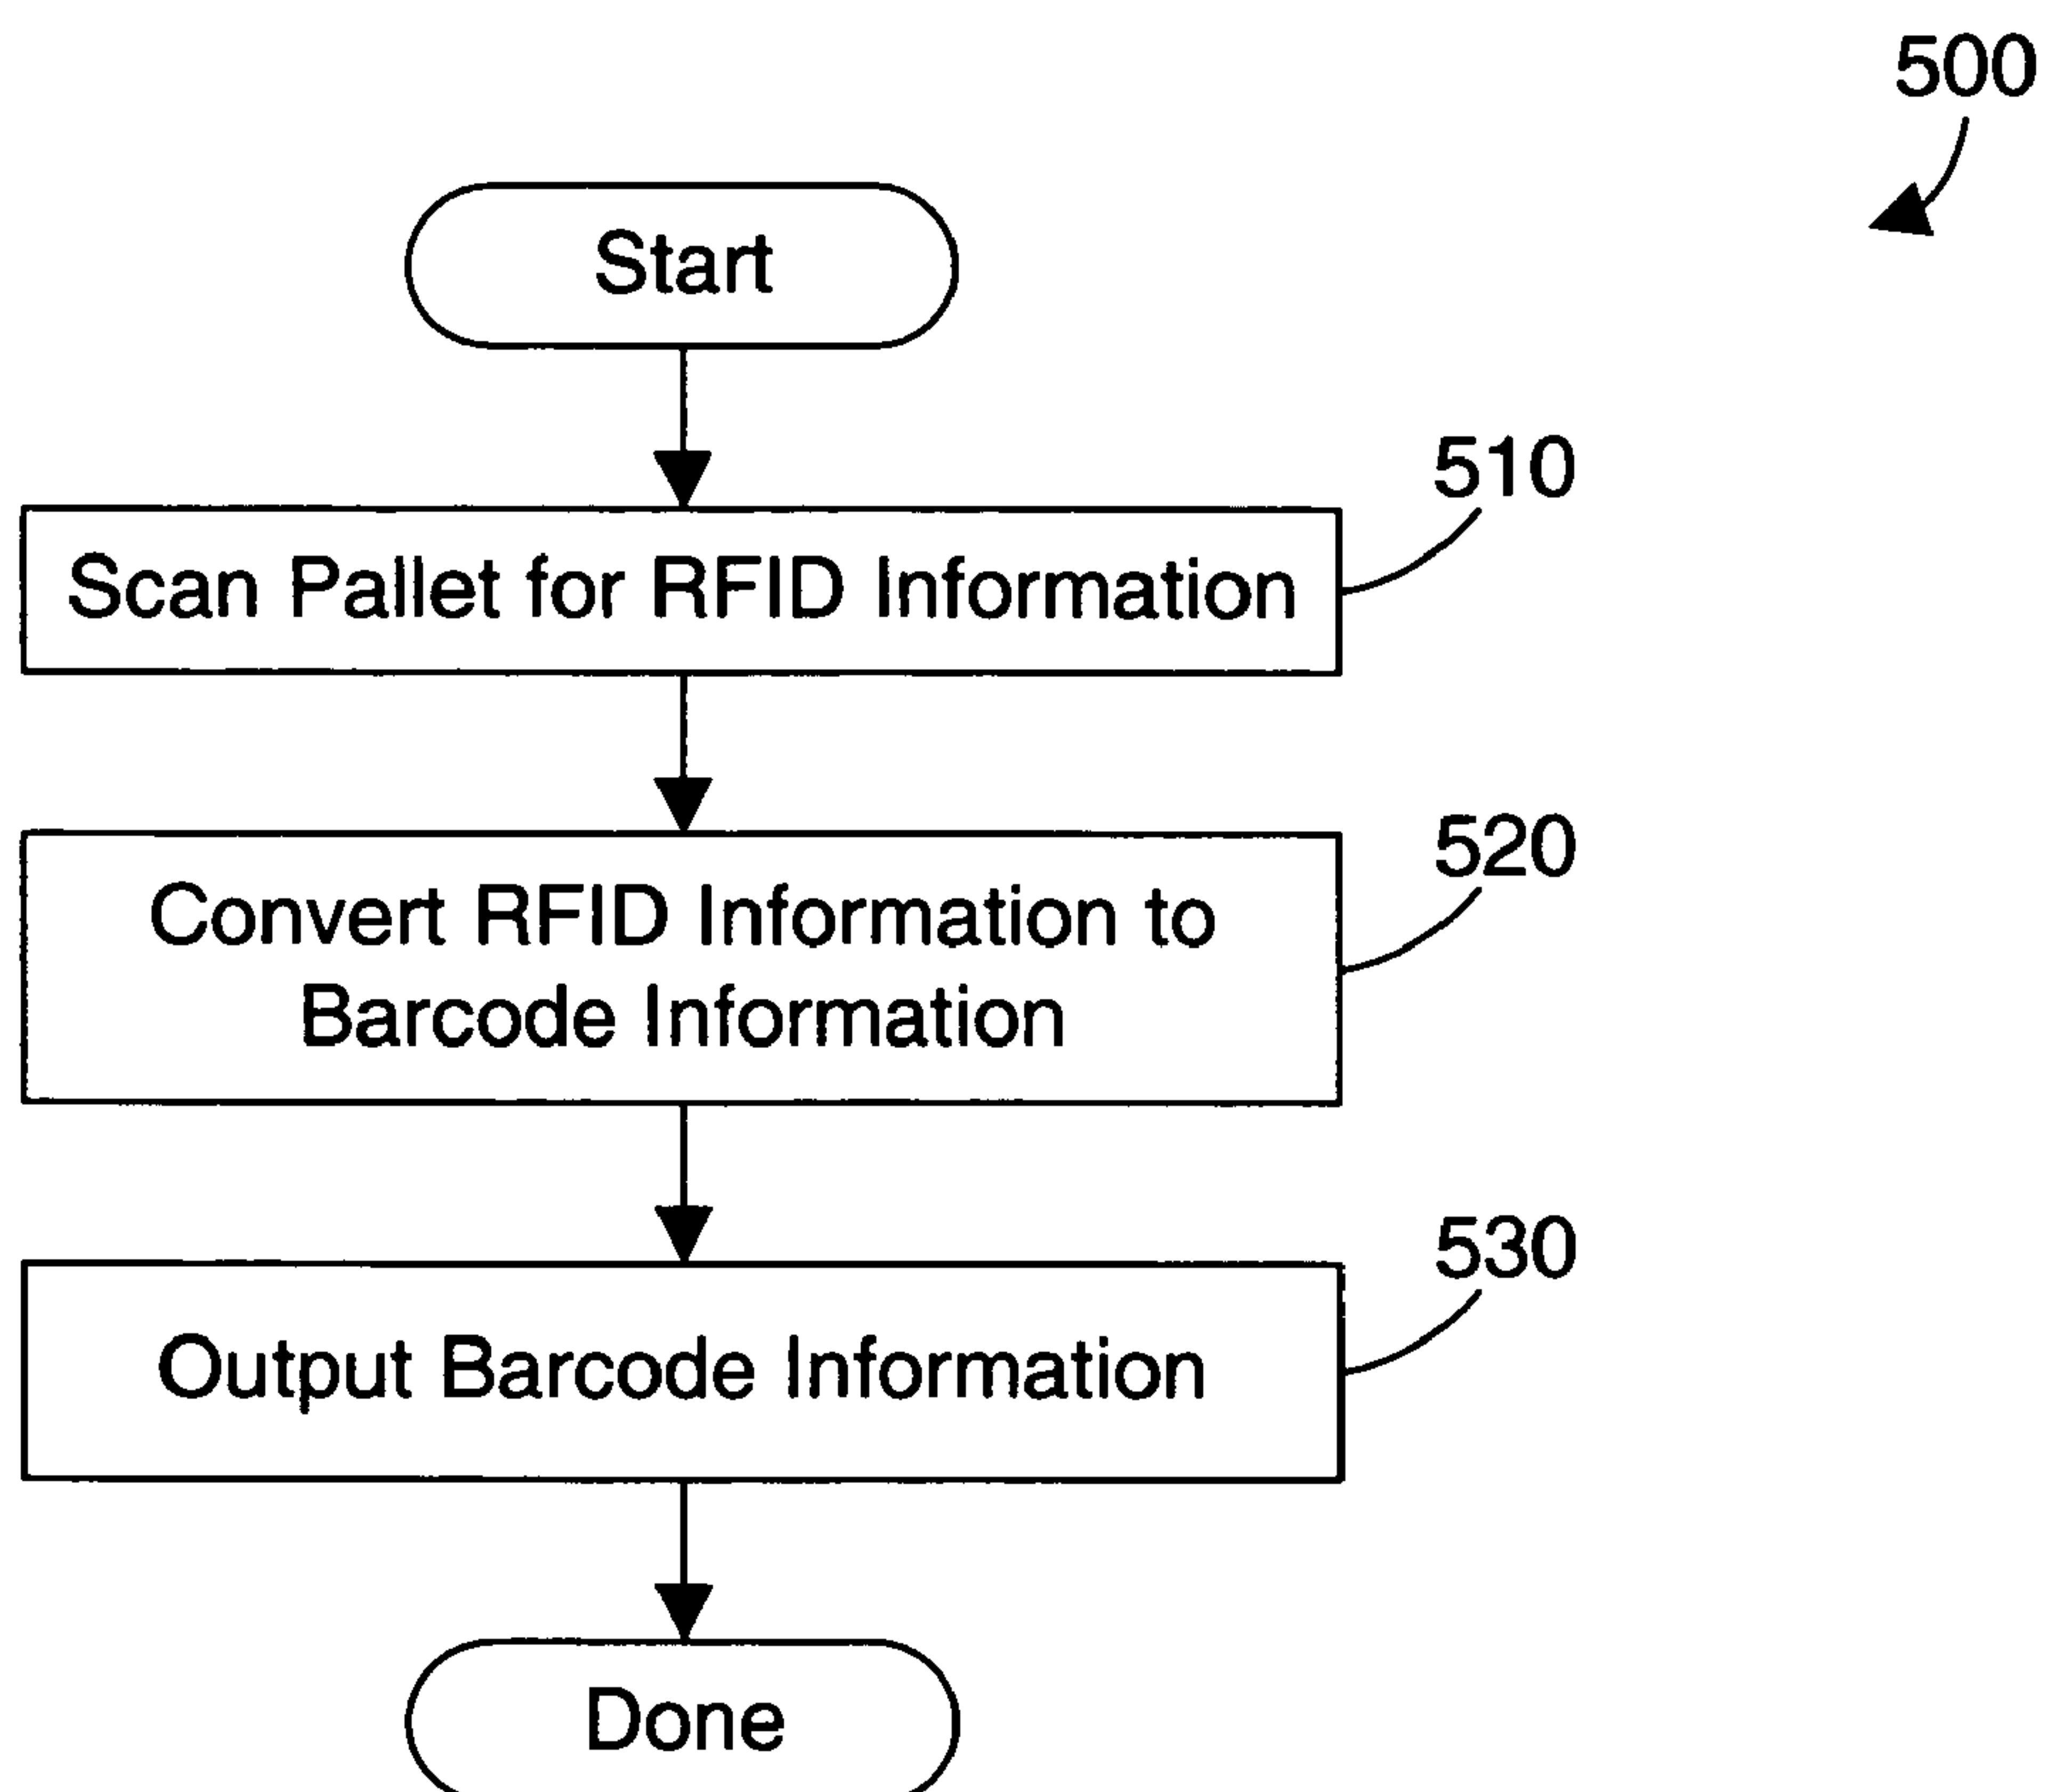 500
Start
510
Scan Pallet for RFID Information
520
Convert RFID Information to
Barcode Information
530
Output Barcode Information
Done